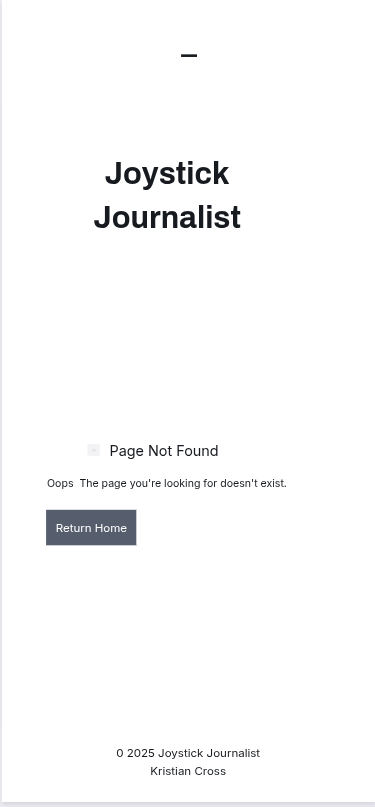 Joystick
Journalist
Page Not Found
Oops The page you're looking for doesn't exist.
Return Home
0 2025 Joystick Journalist
Kristian Cross